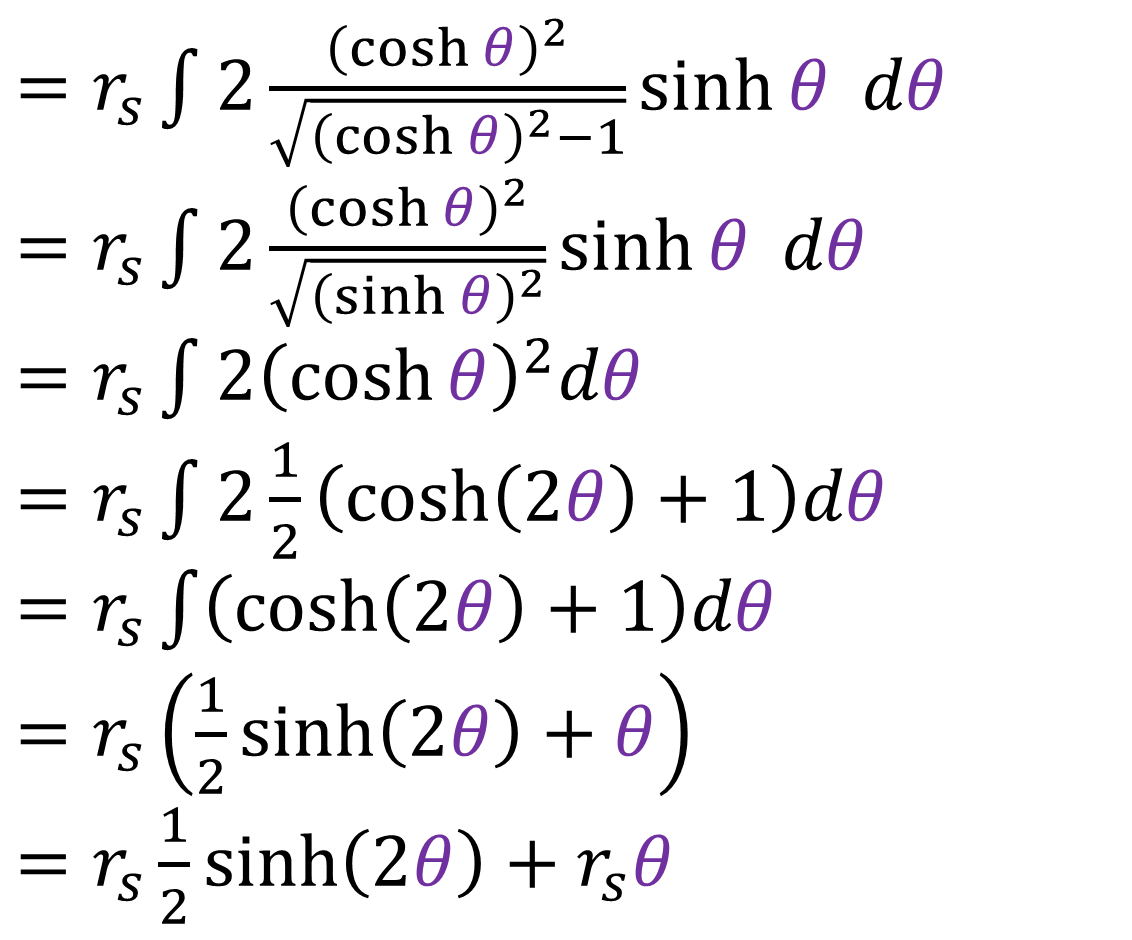 = r_s ∫ 2 (cosh θ)² / √((cosh θ)² − 1) sinh θ dθ
= r_s ∫ 2 (cosh θ)² / √((sinh θ)²) sinh θ dθ
= r_s ∫ 2(cosh θ)² dθ
= r_s ∫ 2 1/2 (cosh(2θ) + 1)dθ
= r_s ∫(cosh(2θ) + 1)dθ
= r_s (1/2 sinh(2θ) + θ)
= r_s 1/2 sinh(2θ) + r_s θ